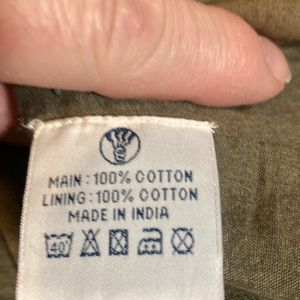 MAIN : 100% COTTON
LINING : 100% COTTON
MADE IN INDIA
40°